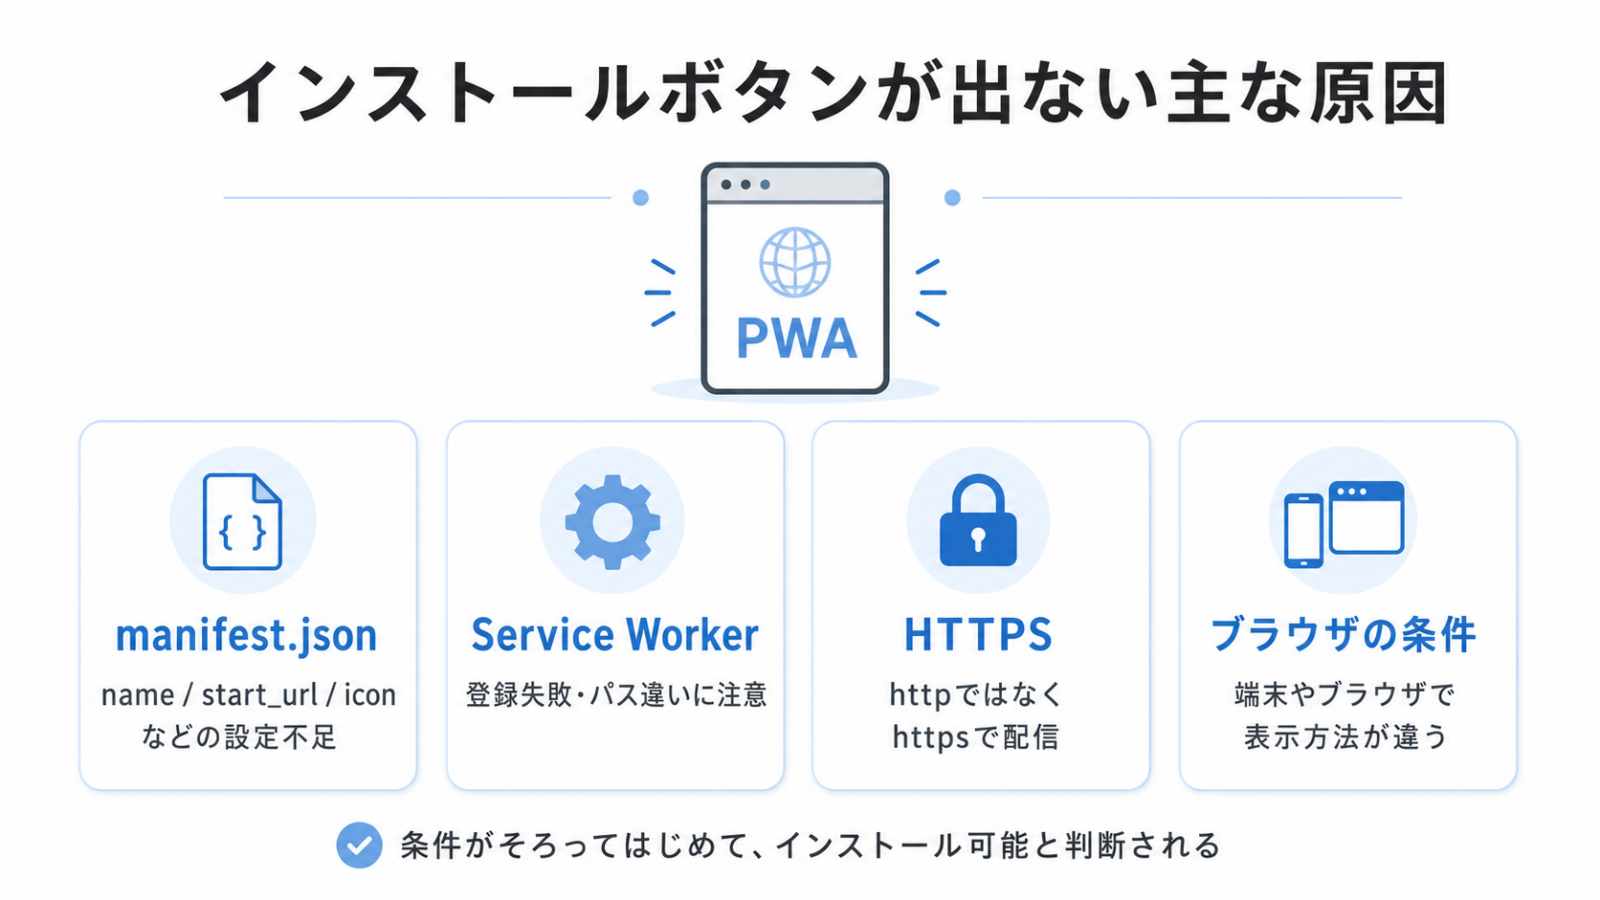 インストールボタンが出ない主な原因
PWA
{ }
manifest.json
name / start_url / icon
などの設定不足
Service Worker
登録失敗・パス違いに注意
HTTPS
httpではなく
httpsで配信
ブラウザの条件
端末やブラウザで
表示方法が違う
条件がそろってはじめて、インストール可能と判断される